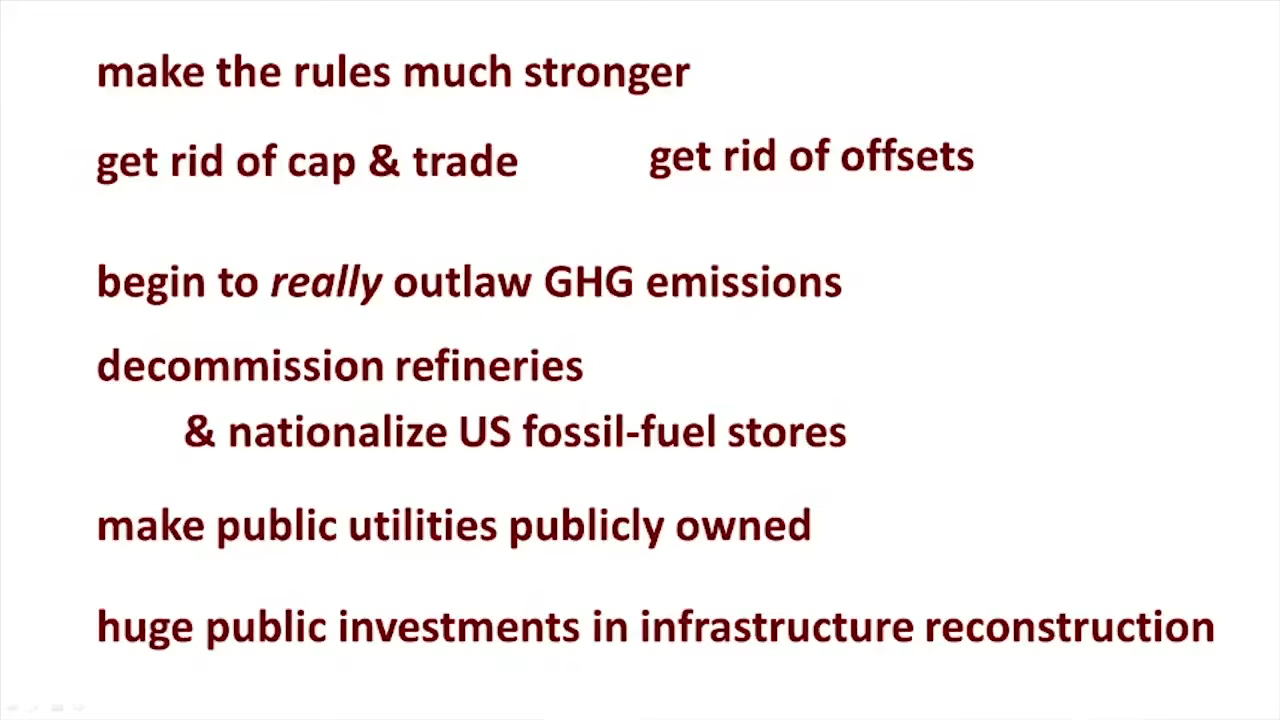 make the rules much stronger
get rid of cap & trade get rid of offsets
begin to really outlaw GHG emissions
decommission refineries
& nationalize US fossil-fuel stores
make public utilities publicly owned
huge public investments in infrastructure reconstruction